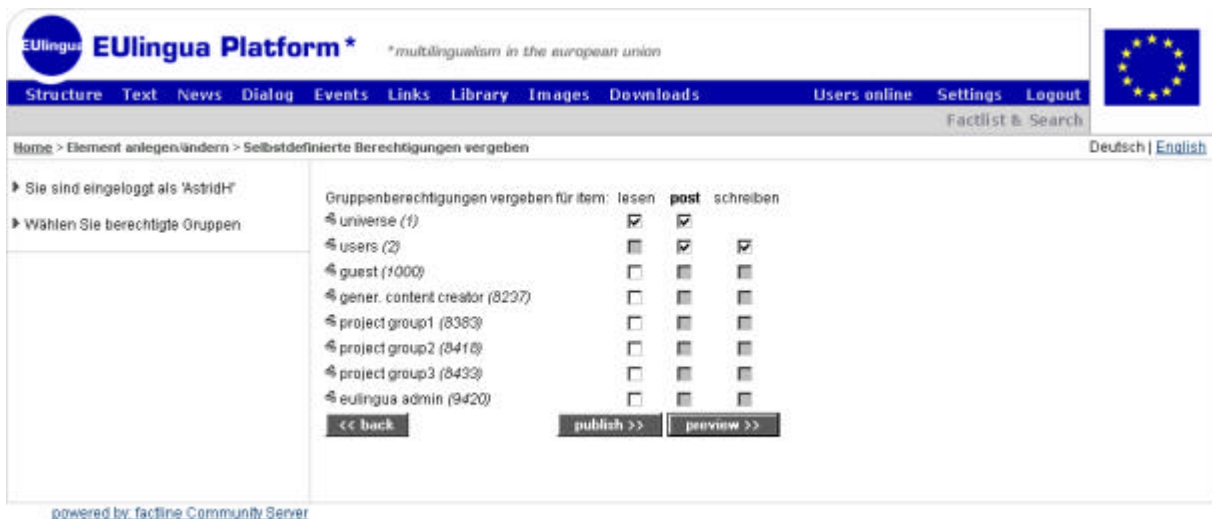 EUlingua EUlingua Platform* *multilingualism in the european union
Structure Text News Dialog Events Links Library Images Downloads Users online Settings Logout
Factlist & Search
Home > Element anlegen/ändern > Selbstdefinierte Berechtigungen vergeben Deutsch | English
Sie sind eingeloggt als 'AstridH'
Wählen Sie berechtigte Gruppen
Gruppenberechtigungen vergeben für item: lesen post schreiben
universe (1)
users (2)
guest (1000)
gener. content creator (8237)
project group1 (8383)
project group2 (8418)
project group3 (8433)
eulingua admin (9420)
<< back publish >> preview >>
powered by: factline Community Server